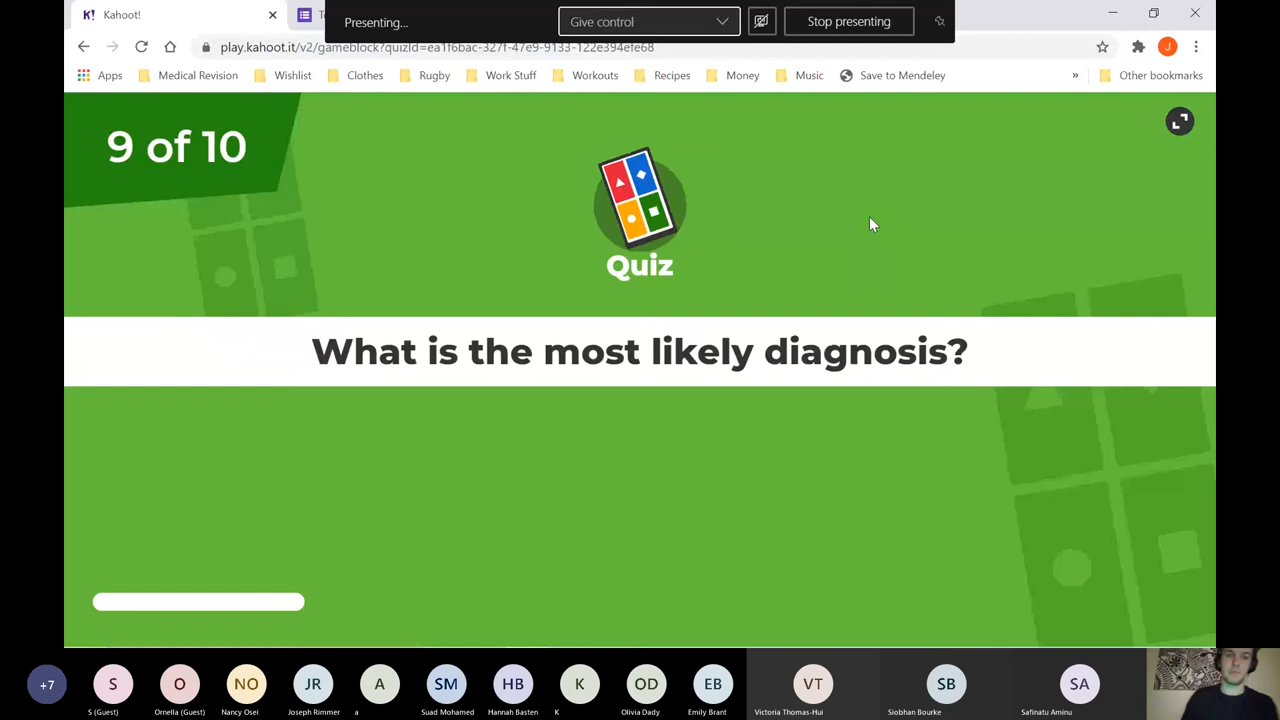 Kahoot!
Presenting...
Give control
Stop presenting
play.kahoot.it/v2/gameblock?quizId=ea1f6bac-327f-47e9-9133-122e394efe68
Apps
Medical Revision
Wishlist
Clothes
Rugby
Work Stuff
Workouts
Recipes
Money
Music
Save to Mendeley
»
Other bookmarks
J
9 of 10
Quiz
What is the most likely diagnosis?
+7
S
O
NO
JR
A
SM
HB
K
OD
EB
VT
SB
SA
S (Guest)
Ornella (Guest)
Nancy Osei
Joseph Rimmer
a
Suad Mohamed
Hannah Basten
K
Olivia Dady
Emily Brant
Victoria Thomas-Hui
Siobhan Bourke
Safinatu Aminu